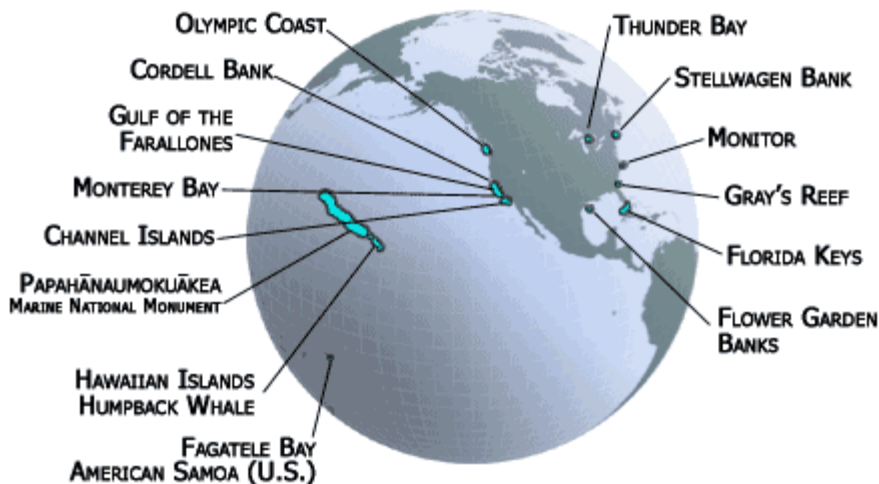 Olympic Coast
Cordell Bank
Gulf of the
Farallones
Monterey Bay
Channel Islands
Papahānaumokuākea
Marine National Monument
Hawaiian Islands
Humpback Whale
Fagatele Bay
American Samoa (U.S.)
Thunder Bay
Stellwagen Bank
Monitor
Gray's Reef
Florida Keys
Flower Garden
Banks